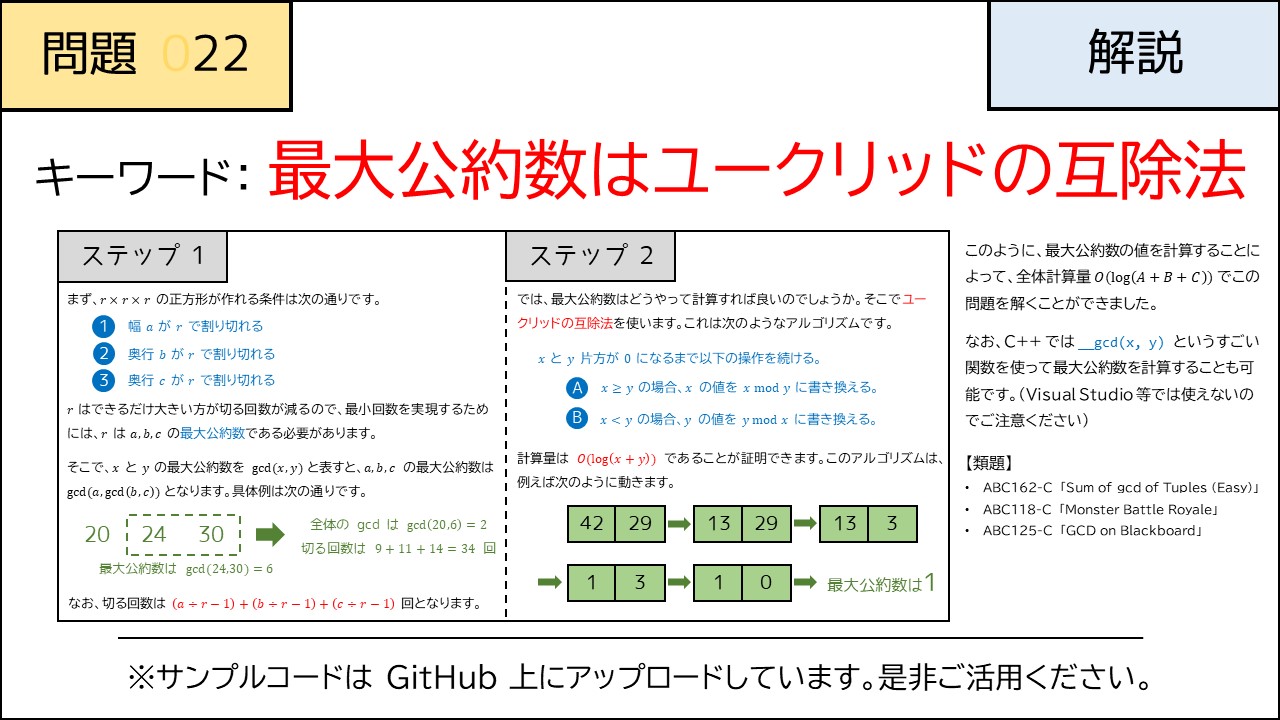 問題 022
解説
キーワード: 最大公約数はユークリッドの互除法
ステップ 1
まず、r × r × r の正方形が作れる条件は次の通りです。
1 幅 a が r で割り切れる
2 奥行 b が r で割り切れる
3 奥行 c が r で割り切れる
r はできるだけ大きい方が切る回数が減るので、最小回数を実現するため
には、r は a, b, c の最大公約数である必要があります。
そこで、x と y の最大公約数を gcd(x, y) と表すと、a, b, c の最大公約数は
gcd(a, gcd(b, c)) となります。具体例は次の通りです。
20 24 30
最大公約数は gcd(24,30) = 6
全体の gcd は gcd(20,6) = 2
切る回数は 9 + 11 + 14 = 34 回
なお、切る回数は (a ÷ r − 1) + (b ÷ r − 1) + (c ÷ r − 1) 回となります。
ステップ 2
では、最大公約数はどうやって計算すれば良いのでしょうか。そこでユー
クリッドの互除法を使います。これは次のようなアルゴリズムです。
x と y 片方が 0 になるまで以下の操作を続ける。
A x ≥ y の場合、x の値を x mod y に書き換える。
B x < y の場合、y の値を y mod x に書き換える。
計算量は O(log(x + y)) であることが証明できます。このアルゴリズムは、
例えば次のように動きます。
42 29 13 29 13 3
1 3 1 0 最大公約数は1
このように、最大公約数の値を計算することに
よって、全体計算量 O(log(A + B + C)) でこの
問題を解くことができました。
なお、C++ では __gcd(x, y) というすごい
関数を使って最大公約数を計算することも可
能です。(Visual Studio 等では使えないの
でご注意ください)
【類題】
• ABC162-C 「Sum of gcd of Tuples (Easy)」
• ABC118-C 「Monster Battle Royale」
• ABC125-C 「GCD on Blackboard」
※サンプルコードは GitHub 上にアップロードしています。是非ご活用ください。